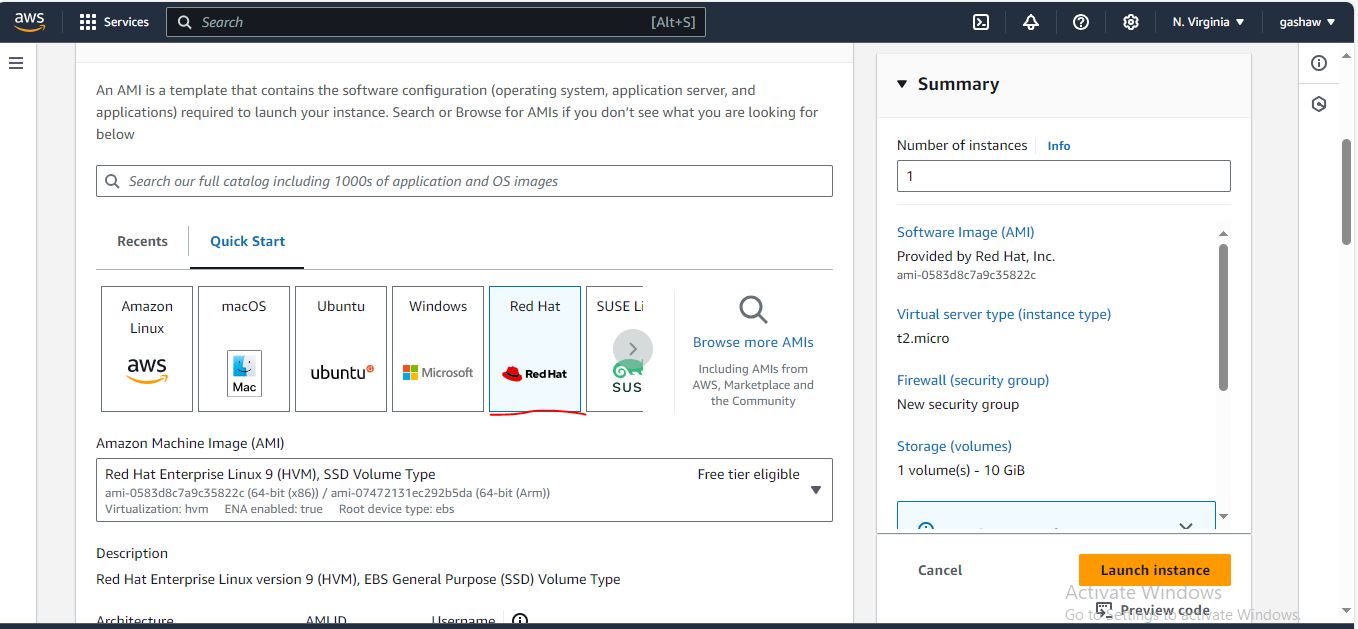 aws
Services
Search
[Alt+S]
N. Virginia
gashaw
An AMI is a template that contains the software configuration (operating system, application server, and
applications) required to launch your instance. Search or Browse for AMIs if you don't see what you are looking for
below
Search our full catalog including 1000s of application and OS images
Recents
Quick Start
Amazon
Linux
aws
macOS
Mac
Ubuntu
ubuntu
Windows
Microsoft
Red Hat
Red Hat
SUSE Li
SUS
Browse more AMIs
Including AMIs from
AWS, Marketplace and
the Community
Amazon Machine Image (AMI)
Red Hat Enterprise Linux 9 (HVM), SSD Volume Type
Free tier eligible
ami-0583d8c7a9c35822c (64-bit (x86)) / ami-07472131ec292b5da (64-bit (Arm))
Virtualization: hvm ENA enabled: true Root device type: ebs
Description
Red Hat Enterprise Linux version 9 (HVM), EBS General Purpose (SSD) Volume Type
Architecture AMI ID Username
Summary
Number of instances
Info
1
Software Image (AMI)
Provided by Red Hat, Inc.
ami-0583d8c7a9c35822c
Virtual server type (instance type)
t2.micro
Firewall (security group)
New security group
Storage (volumes)
1 volume(s) - 10 GiB
Cancel
Launch instance
Preview code
Activate Windows
Go to Settings to activate Windows.